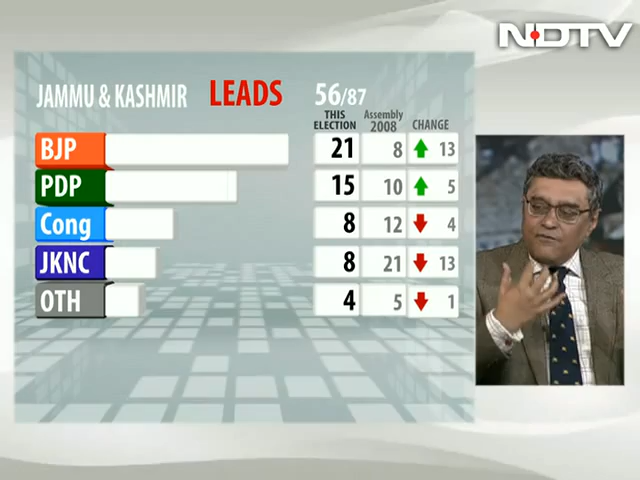 NDTV
JAMMU & KASHMIR LEADS 56/87
THIS ELECTION Assembly 2008 CHANGE
BJP 21 8 13
PDP 15 10 5
Cong 8 12 4
JKNC 8 21 13
OTH 4 5 1